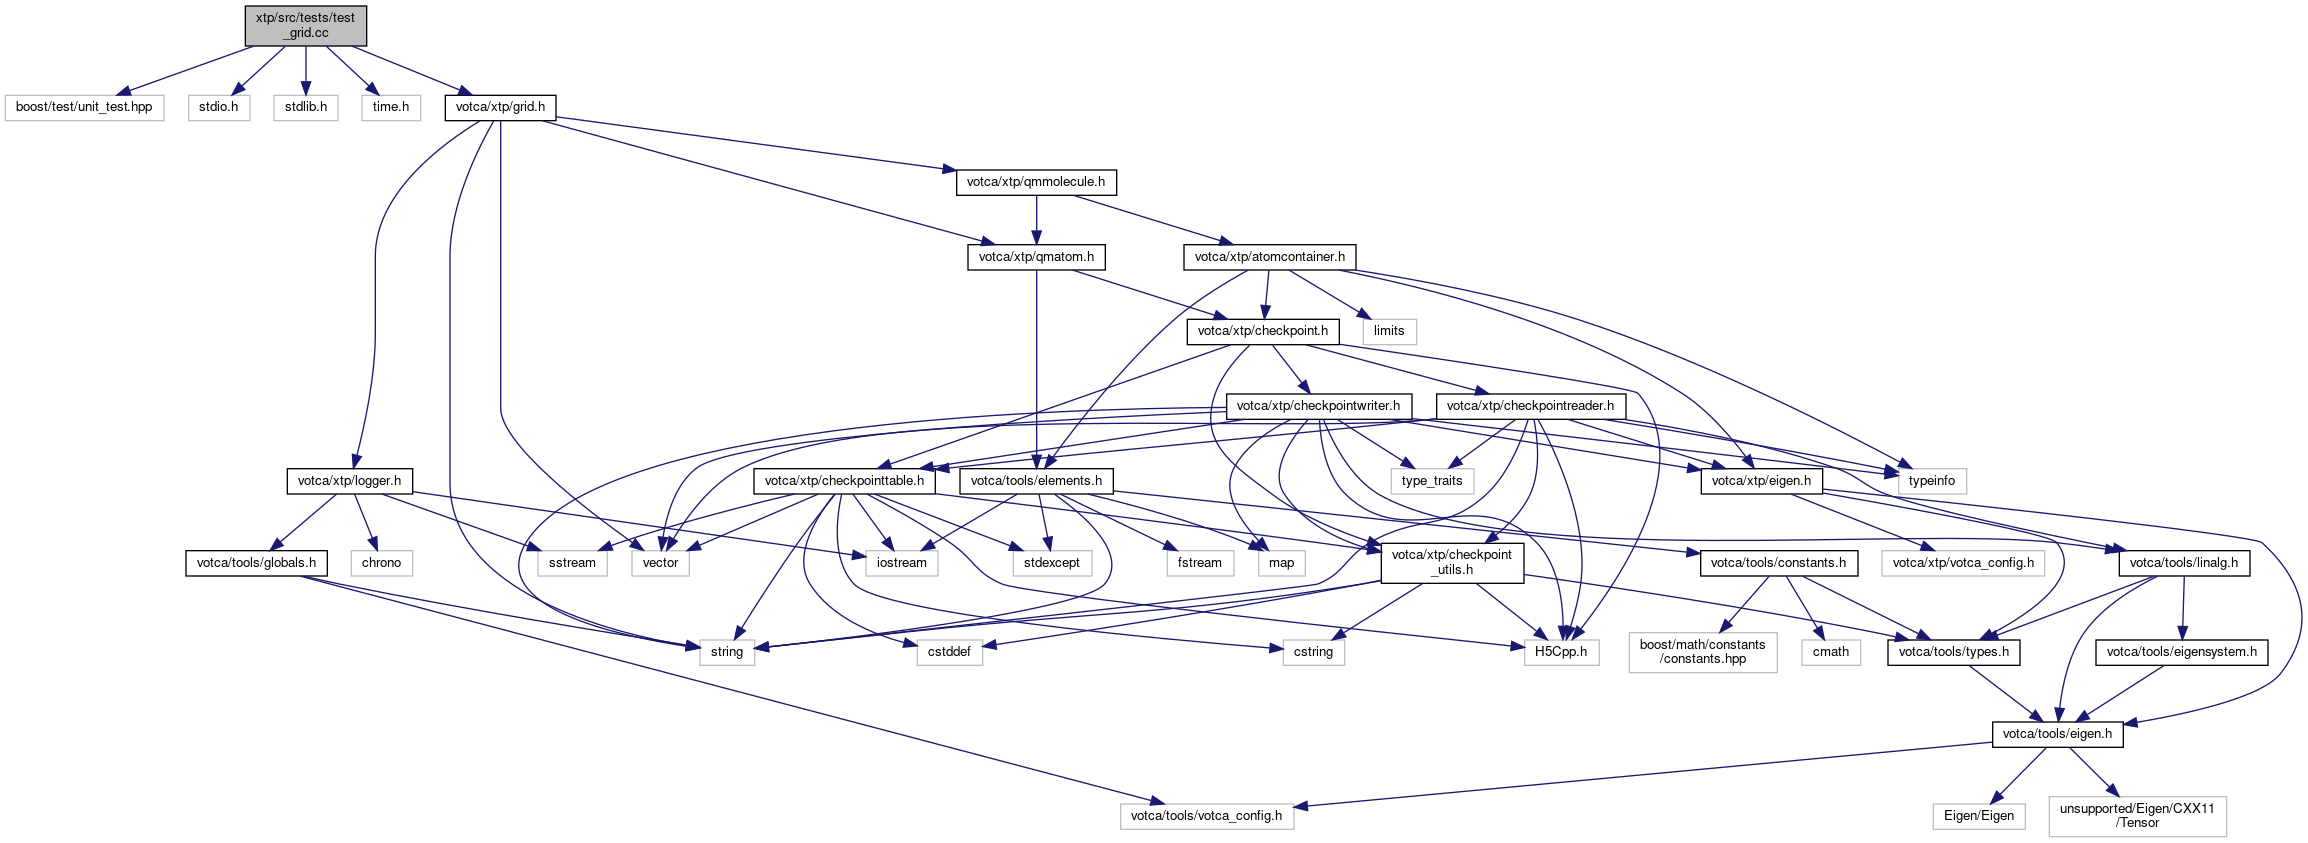 xtp/src/tests/test
_grid.cc
boost/test/unit_test.hpp
stdio.h
stdlib.h
time.h
votca/xtp/grid.h
votca/xtp/qmmolecule.h
votca/xtp/qmatom.h
votca/xtp/atomcontainer.h
votca/xtp/checkpoint.h
limits
votca/xtp/checkpointwriter.h
votca/xtp/checkpointreader.h
votca/xtp/logger.h
votca/xtp/checkpointtable.h
votca/tools/elements.h
type_traits
votca/xtp/eigen.h
typeinfo
votca/tools/globals.h
chrono
sstream
vector
iostream
stdexcept
fstream
map
votca/xtp/checkpoint
_utils.h
votca/tools/constants.h
votca/xtp/votca_config.h
votca/tools/linalg.h
string
cstddef
cstring
H5Cpp.h
boost/math/constants
/constants.hpp
cmath
votca/tools/types.h
votca/tools/eigensystem.h
votca/tools/eigen.h
votca/tools/votca_config.h
Eigen/Eigen
unsupported/Eigen/CXX11
/Tensor